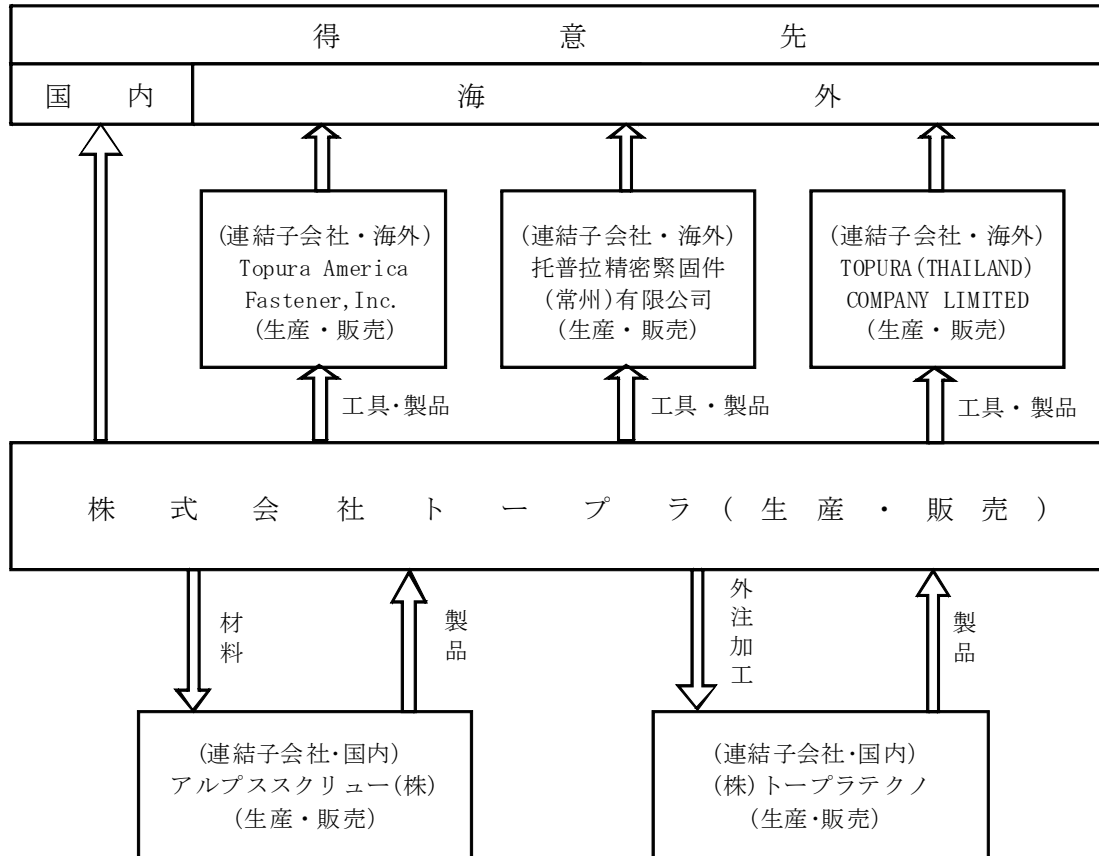 得意先
国内 海外
(連結子会社・海外)
Topura America
Fastener,Inc.
(生産・販売)
(連結子会社・海外)
托普拉精密緊固件
(常州)有限公司
(生産・販売)
(連結子会社・海外)
TOPURA(THAILAND)
COMPANY LIMITED
(生産・販売)
工具・製品
工具・製品
工具・製品
株式会社トープラ(生産・販売)
材料
製品
外注加工
製品
(連結子会社・国内)
アルプススクリュー(株)
(生産・販売)
(連結子会社・国内)
(株)トープラテクノ
(生産・販売)